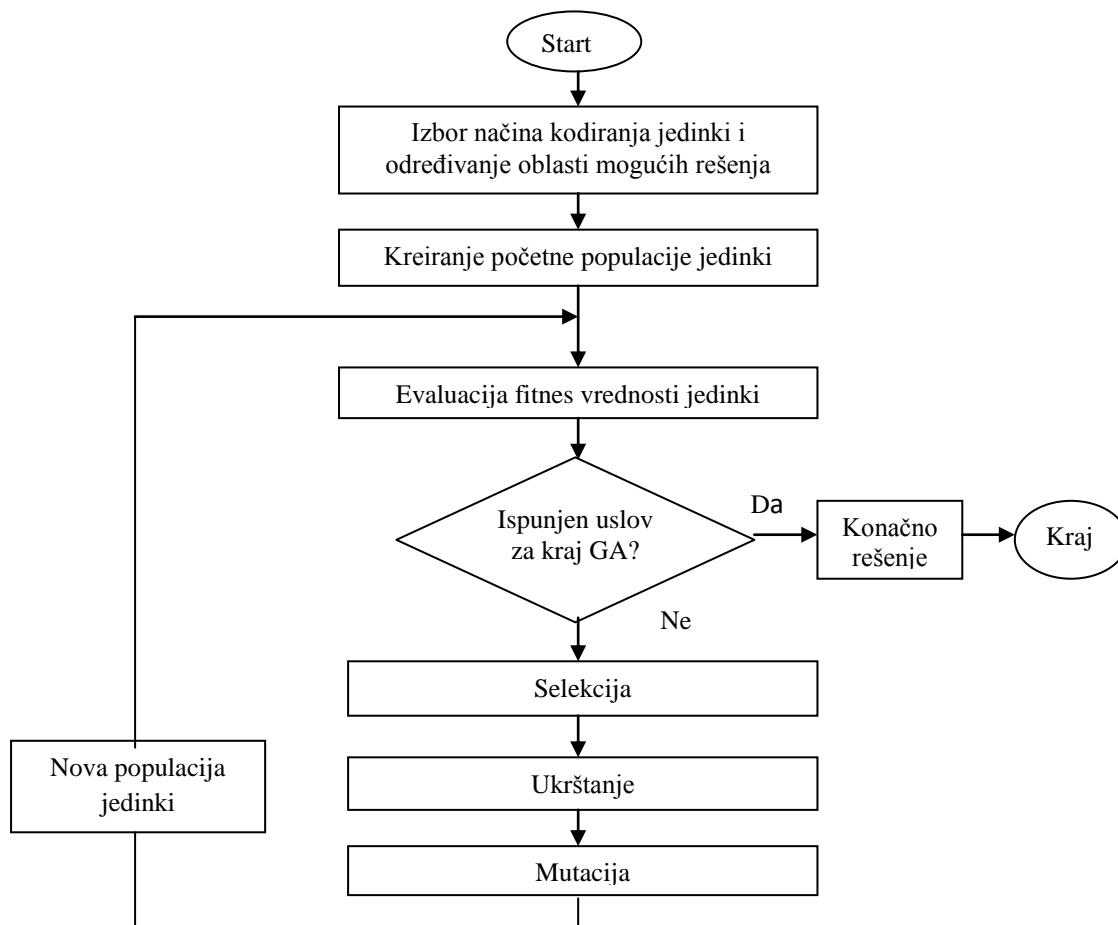 Start
Izbor načina kodiranja jedinki i
određivanje oblasti mogućih rešenja
Kreiranje početne populacije jedinki
Evaluacija fitnes vrednosti jedinki
Ispunjen uslov
za kraj GA?
Da
Konačno
rešenje
Kraj
Ne
Selekcija
Ukrštanje
Mutacija
Nova populacija
jedinki